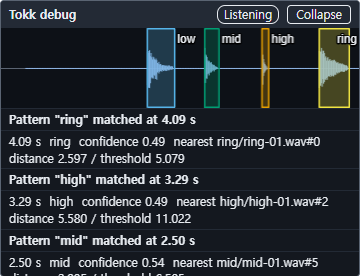 Tokk debug
Listening
Collapse
low
mid
high
ring
Pattern "ring" matched at 4.09 s
4.09 s ring confidence 0.49 nearest ring/ring-01.wav#0
distance 2.597 / threshold 5.079
Pattern "high" matched at 3.29 s
3.29 s high confidence 0.49 nearest high/high-01.wav#2
distance 5.580 / threshold 11.022
Pattern "mid" matched at 2.50 s
2.50 s mid confidence 0.54 nearest mid/mid-01.wav#5
distance / threshold